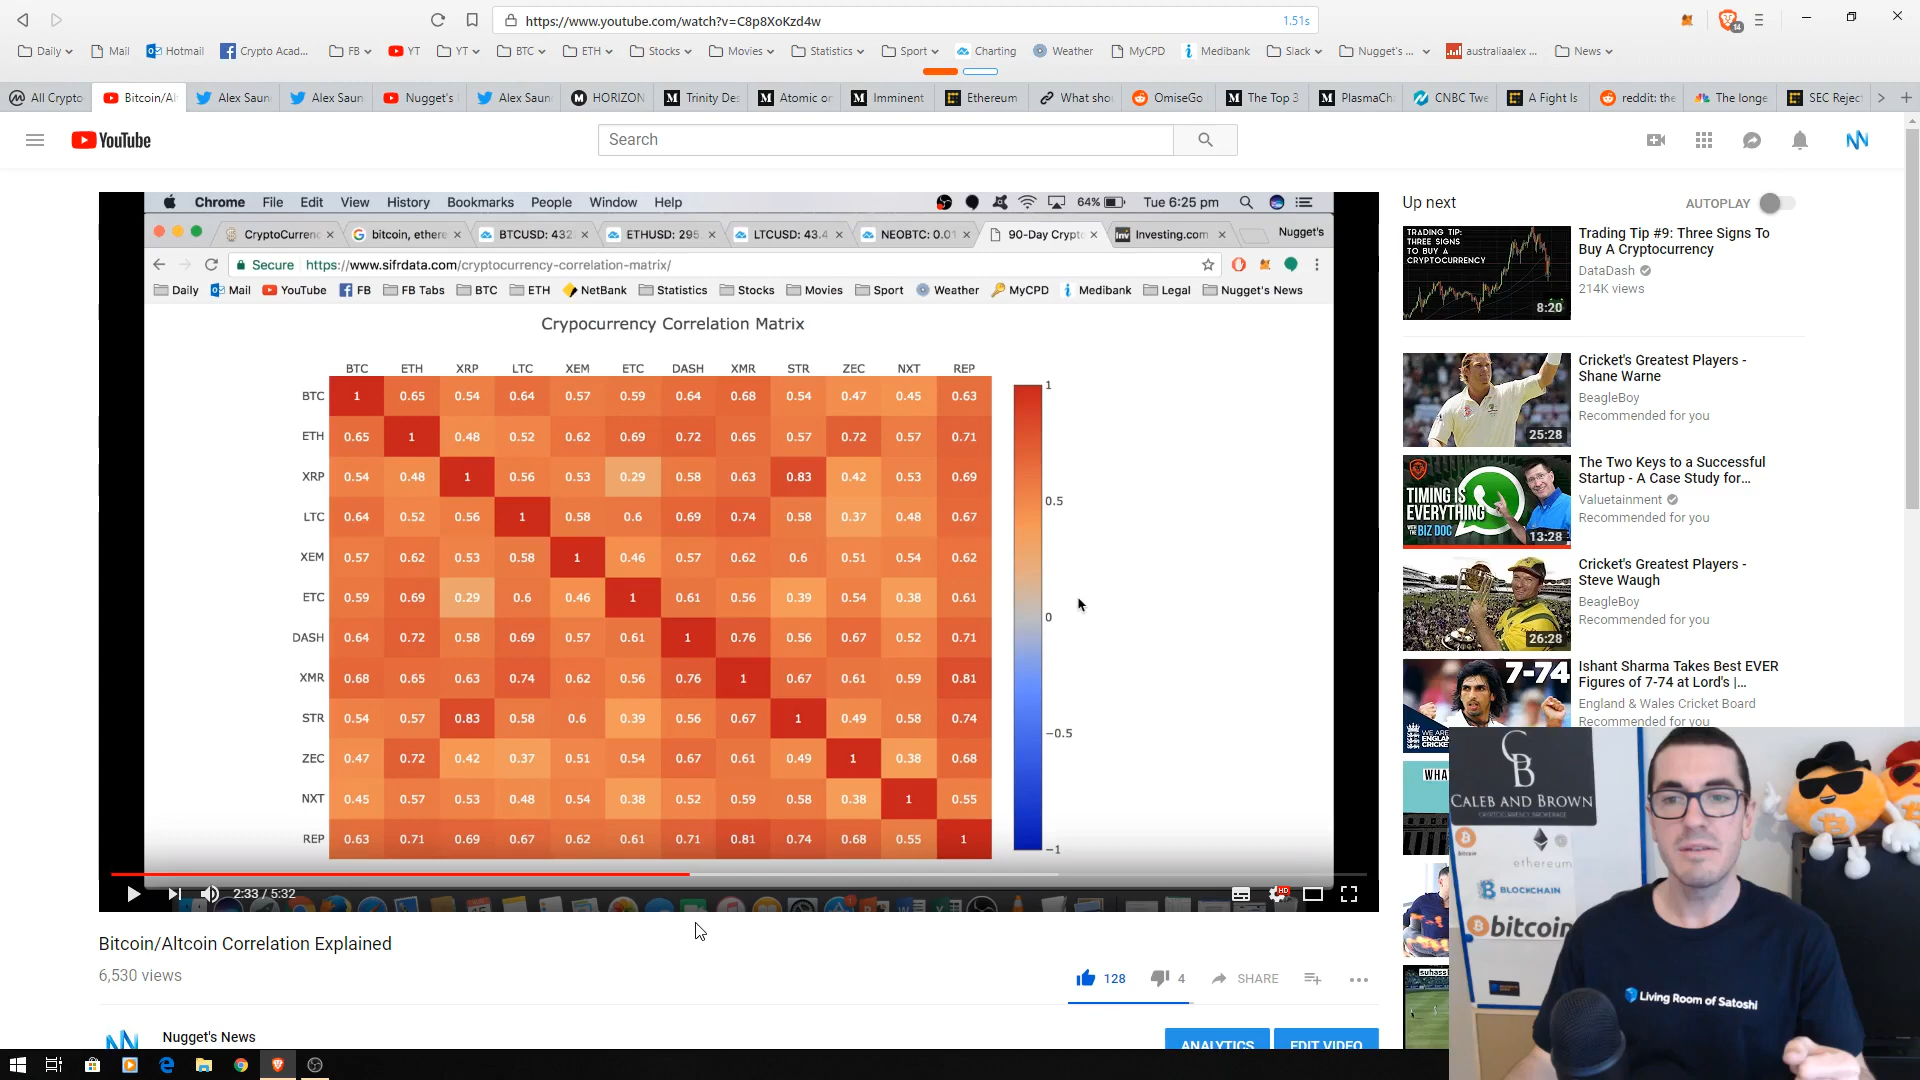 https://www.youtube.com/watch?v=C8p8XoKzd4w 1.51s 14
Daily Mail Hotmail Crypto Acad... FB YT YT BTC ETH Stocks Movies Statistics Sport Charting Weather MyCPD Medibank Slack Nugget's ... australiaalex ... News
All Crypto Bitcoin/Al Alex Saun Alex Saun Nugget's Alex Saun HORIZON Trinity De Atomic or Imminent Ethereum What shou OmiseGo The Top 3 PlasmaCh CNBC Twe A Fight Is reddit: the The longe SEC Rejec
YouTube Search
Chrome File Edit View History Bookmarks People Window Help 64% Tue 6:25 pm
CryptoCurrenc bitcoin, ethere BTCUSD: 432 ETHUSD: 295. LTCUSD: 43.4 NEOBTC: 0.01 90-Day Crypto Investing.com Nugget's
Secure https://www.sifrdata.com/cryptocurrency-correlation-matrix/
Daily Mail YouTube FB FB Tabs BTC ETH NetBank Statistics Stocks Movies Sport Weather MyCPD Medibank Legal Nugget's News
Crypocurrency Correlation Matrix
BTC ETH XRP LTC XEM ETC DASH XMR STR ZEC NXT REP
BTC 1 0.65 0.54 0.64 0.57 0.59 0.64 0.68 0.54 0.47 0.45 0.63
ETH 0.65 1 0.48 0.52 0.62 0.69 0.72 0.65 0.57 0.72 0.57 0.71
XRP 0.54 0.48 1 0.56 0.53 0.29 0.58 0.63 0.83 0.42 0.53 0.69
LTC 0.64 0.52 0.56 1 0.58 0.6 0.69 0.74 0.58 0.37 0.48 0.67
XEM 0.57 0.62 0.53 0.58 1 0.46 0.57 0.62 0.6 0.51 0.54 0.62
ETC 0.59 0.69 0.29 0.6 0.46 1 0.61 0.56 0.39 0.54 0.38 0.61
DASH 0.64 0.72 0.58 0.69 0.57 0.61 1 0.76 0.56 0.67 0.52 0.71
XMR 0.68 0.65 0.63 0.74 0.62 0.56 0.76 1 0.67 0.61 0.59 0.81
STR 0.54 0.57 0.83 0.58 0.6 0.39 0.56 0.67 1 0.49 0.58 0.74
ZEC 0.47 0.72 0.42 0.37 0.51 0.54 0.67 0.61 0.49 1 0.38 0.68
NXT 0.45 0.57 0.53 0.48 0.54 0.38 0.52 0.59 0.58 0.38 1 0.55
REP 0.63 0.71 0.69 0.67 0.62 0.61 0.71 0.81 0.74 0.68 0.55 1
1
0.5
0
−0.5
−1
2:33 / 5:32 HD
Bitcoin/Altcoin Correlation Explained
6,530 views
128 4 SHARE
Nugget's News
ANALYTICS EDIT VIDEO
Up next AUTOPLAY
TRADING TIP:
THREE SIGNS
TO BUY A
CRYPTOCURRENCY
8:20
Trading Tip #9: Three Signs To
Buy A Cryptocurrency
DataDash
214K views
25:28
Cricket's Greatest Players -
Shane Warne
BeagleBoy
Recommended for you
TIMING IS
EVERYTHING
WITH THE BIZ DOC
13:28
The Two Keys to a Successful
Startup - A Case Study for...
Valuetainment
Recommended for you
26:28
Cricket's Greatest Players -
Steve Waugh
BeagleBoy
Recommended for you
7-74
WE ARE
ENGLAND
CRICKE
Ishant Sharma Takes Best EVER
Figures of 7-74 at Lord's |...
England & Wales Cricket Board
Recommended for you
WHA
suhass
CB
CALEB AND BROWN
CRYPTOCURRENCY BROKERAGE
bitcoin
ethereum
BLOCKCHAIN
bitcoin
Living Room of Satoshi